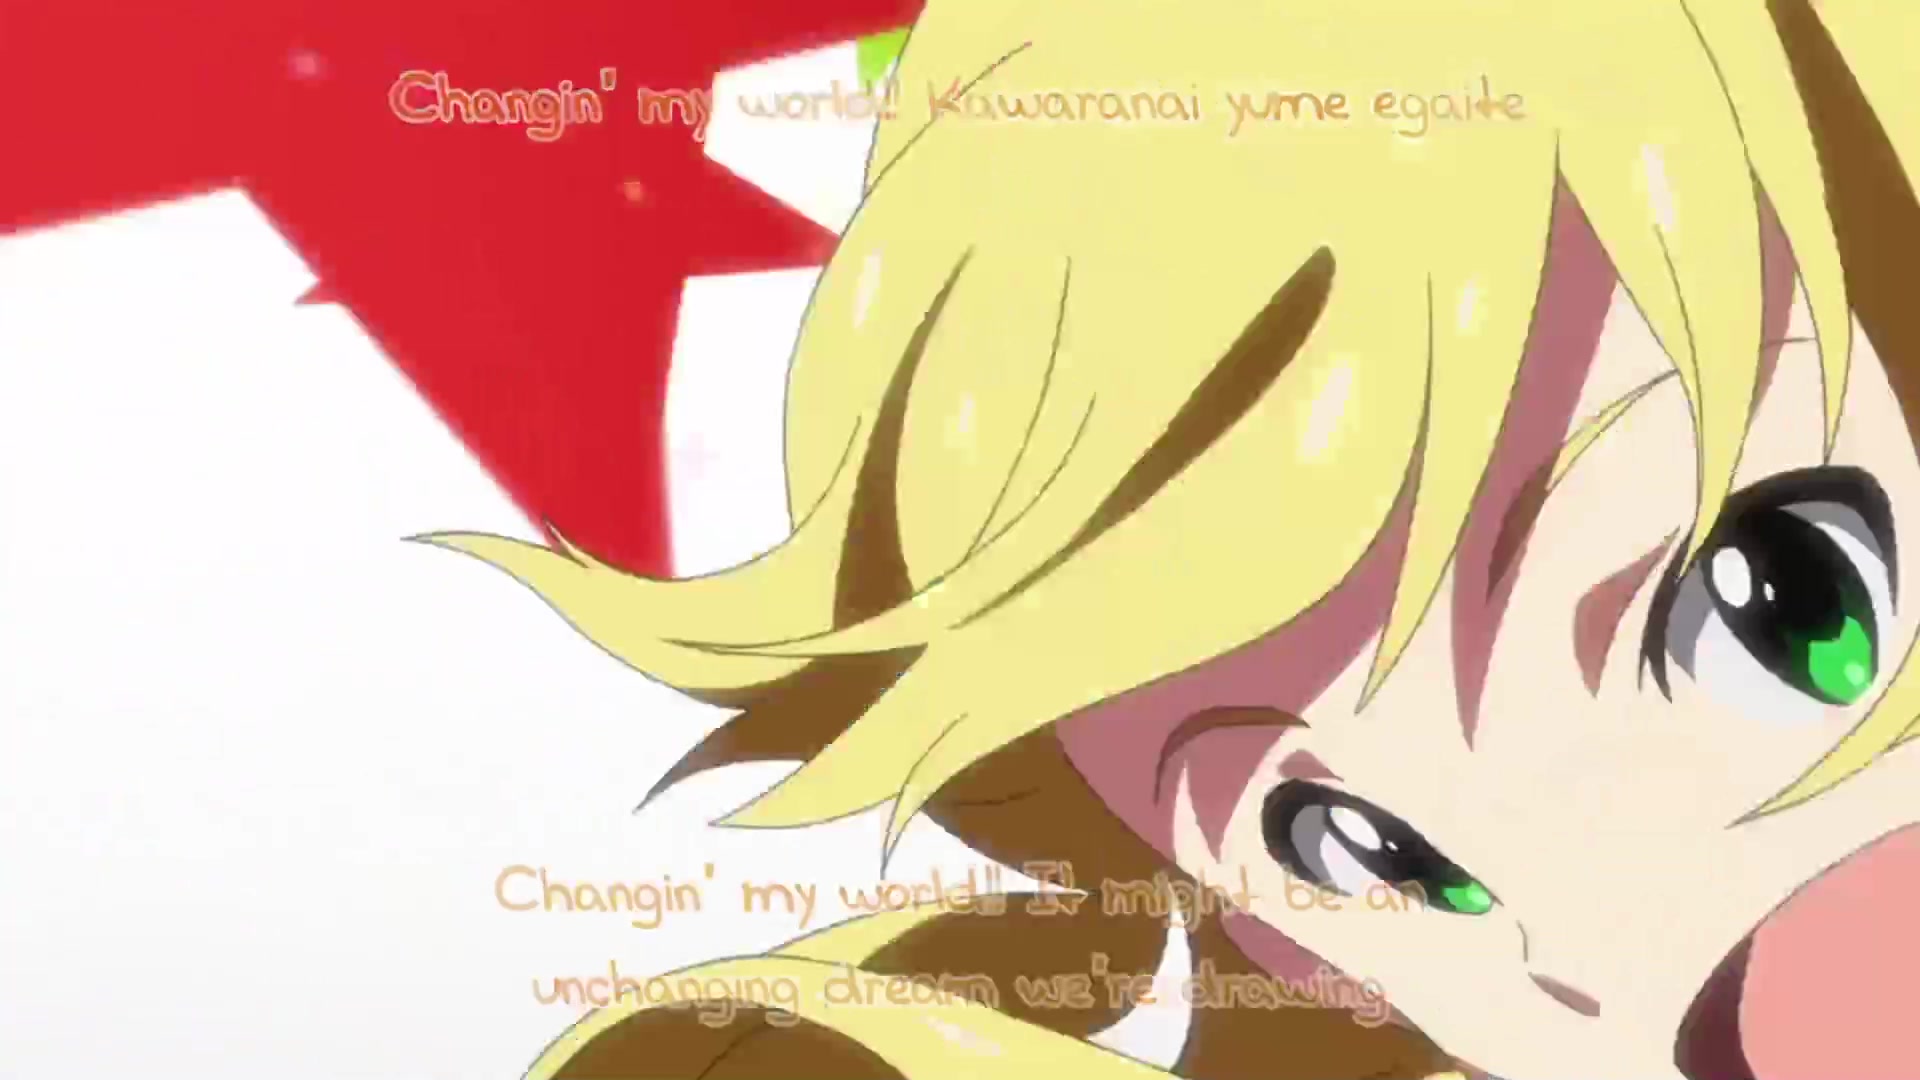 Changin' my world!! Kawaranai yume egaite
Changin' my world!! It might be an
unchanging dream we're drawing